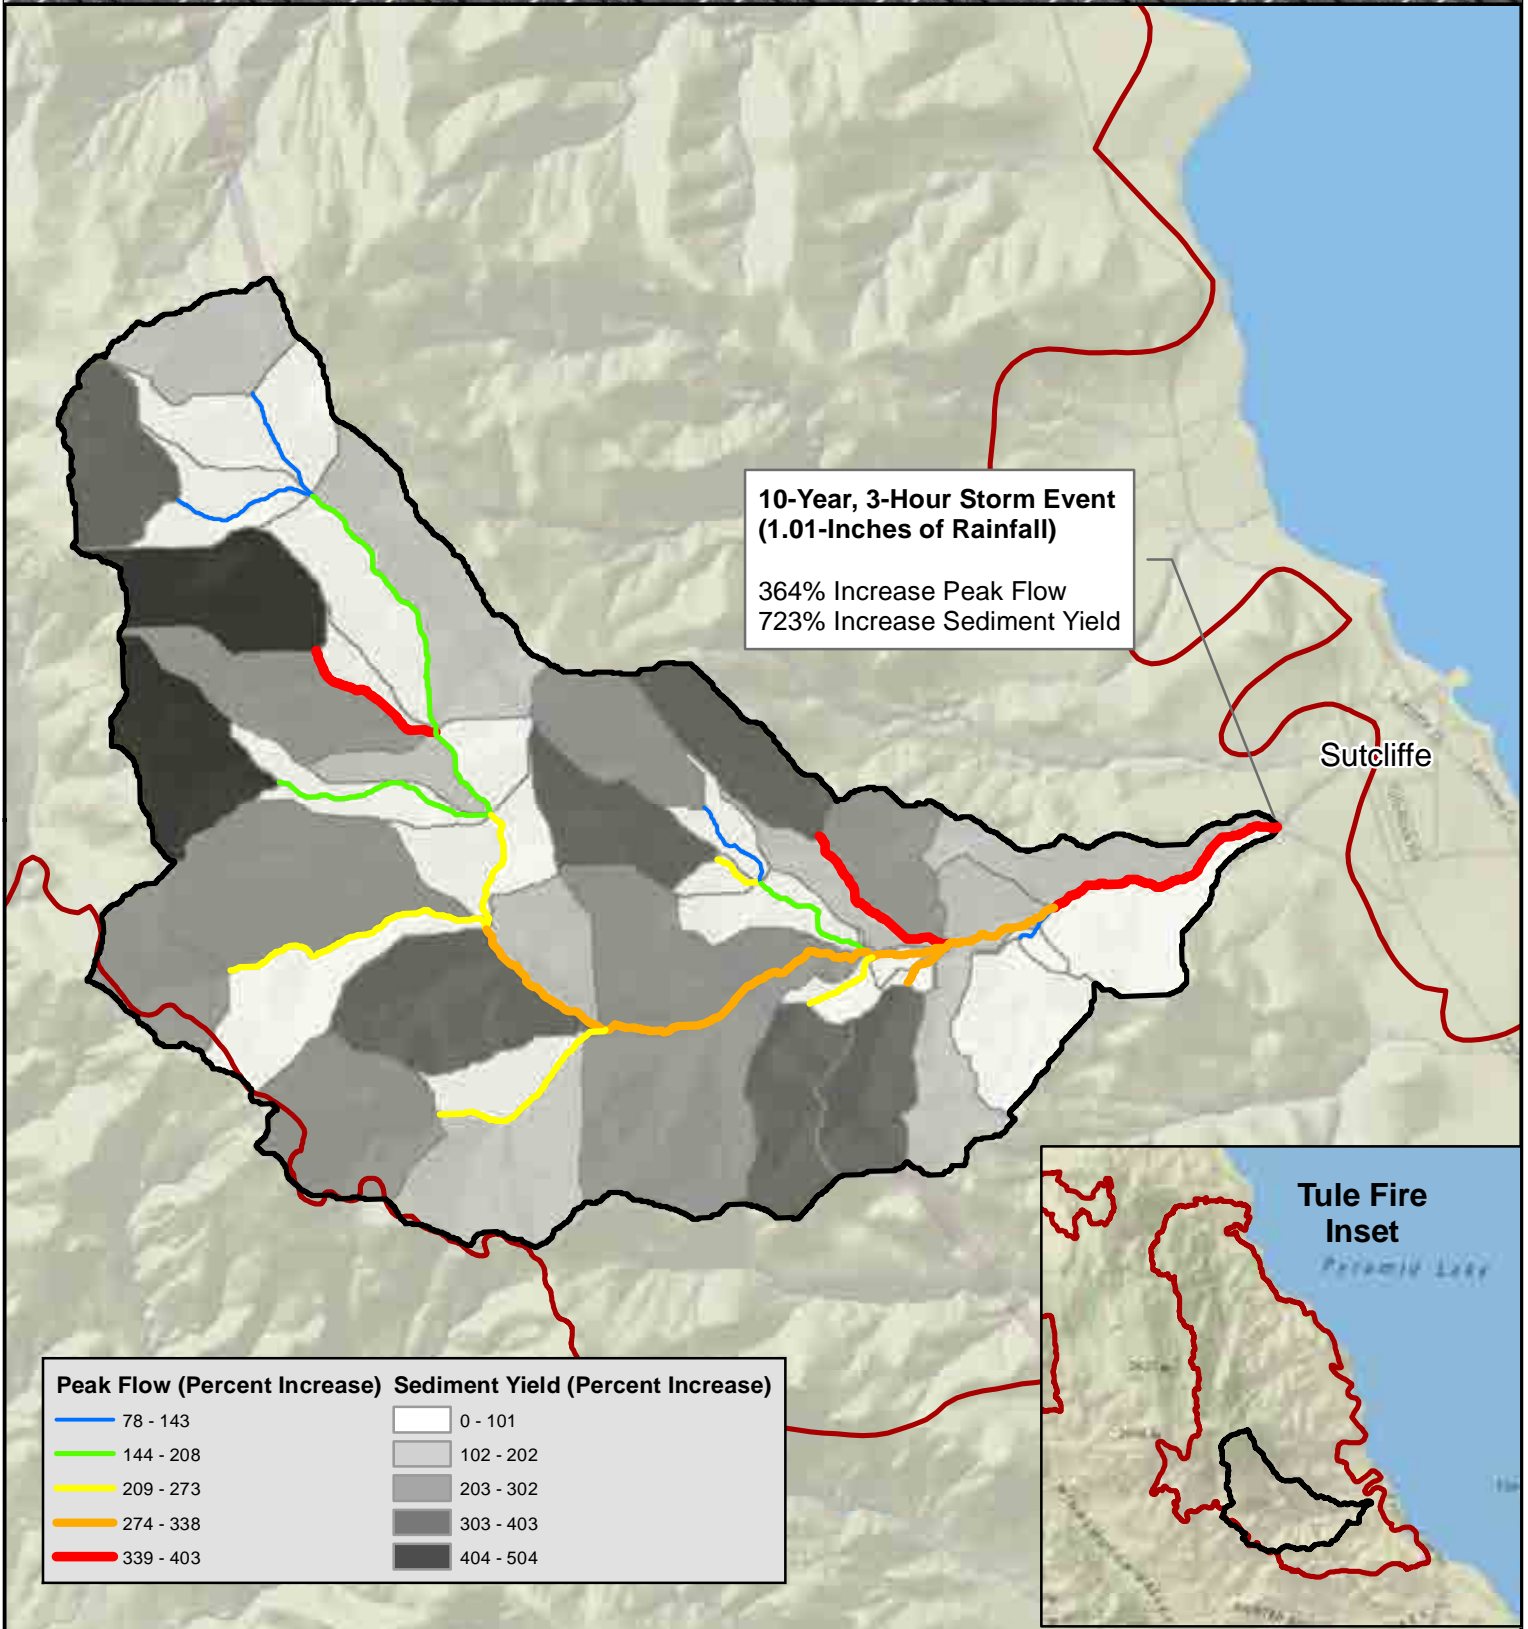 10-Year, 3-Hour Storm Event
(1.01-Inches of Rainfall)
364% Increase Peak Flow
723% Increase Sediment Yield
Sutcliffe
Tule Fire
Inset
Pyramid Lake
Peak Flow (Percent Increase)
78 - 143
144 - 208
209 - 273
274 - 338
339 - 403
Sediment Yield (Percent Increase)
0 - 101
102 - 202
203 - 302
303 - 403
404 - 504